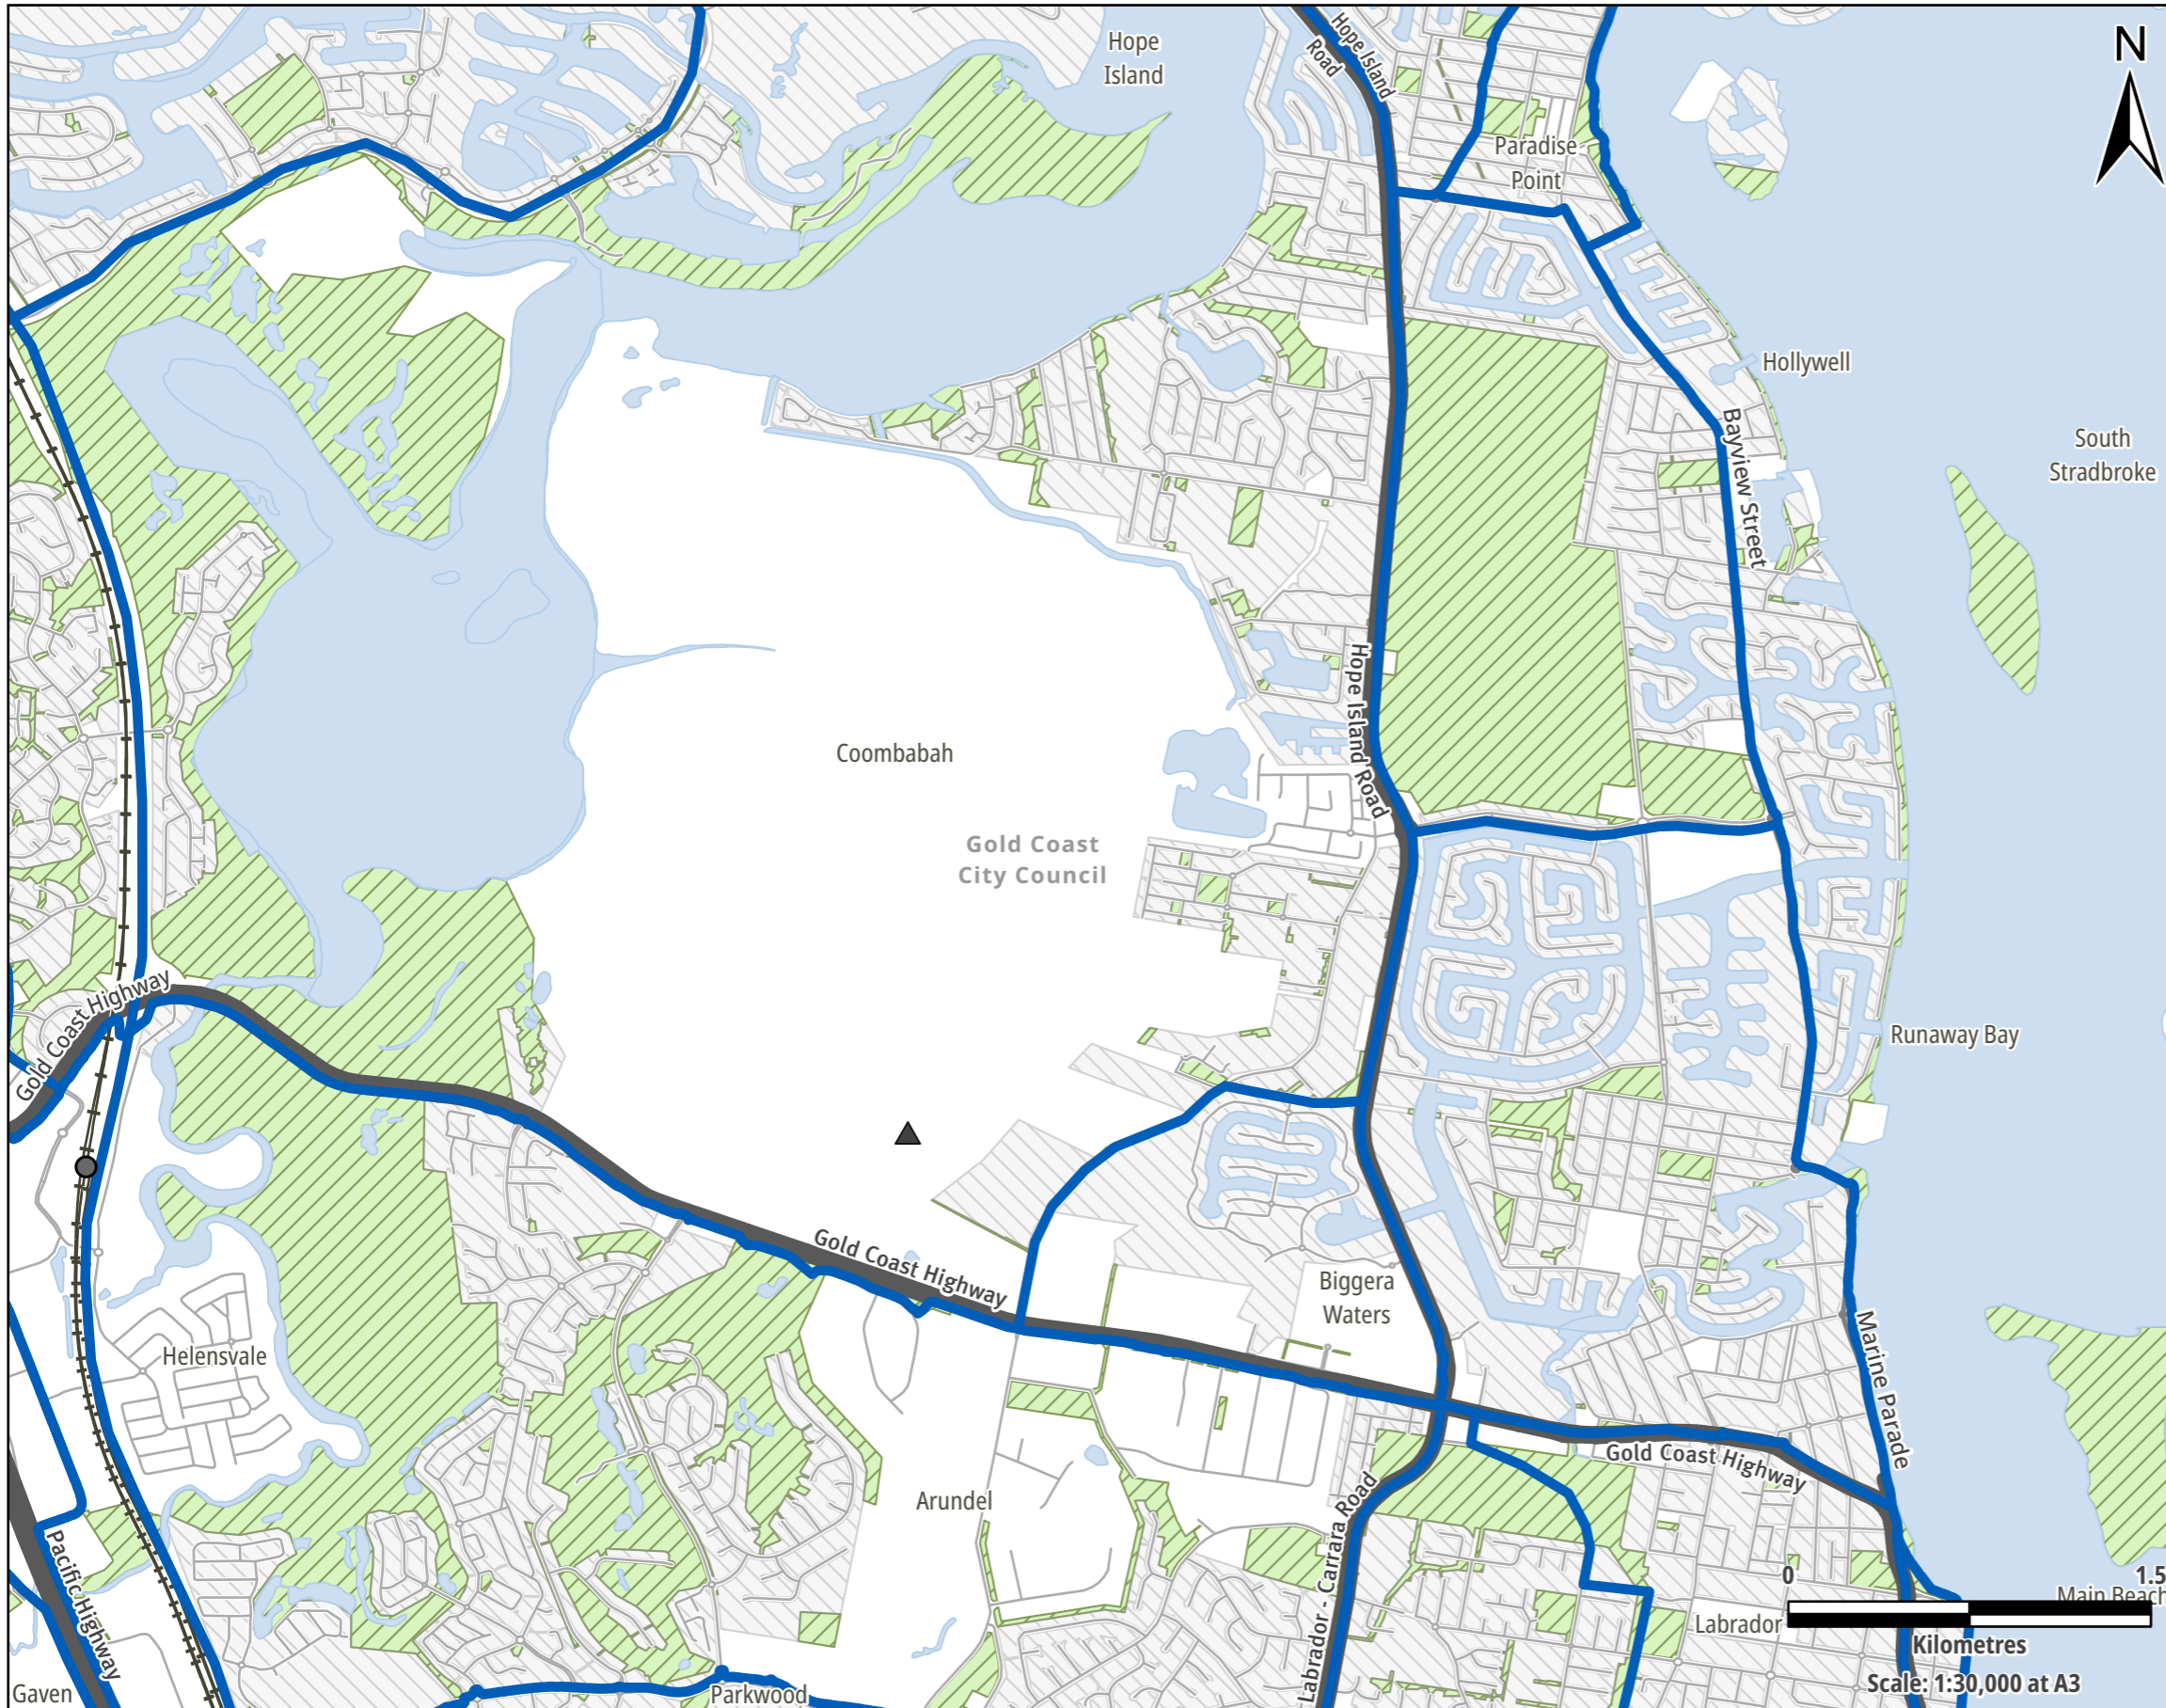 Hope
Island
Hope Island
Road
N
Paradise
Point
Hollywell
Bayview Street
South
Stradbroke
Hope Island Road
Coombabah
Gold Coast
City Council
Gold Coast Highway
Runaway Bay
Gold Coast Highway
Biggera
Waters
Marine Parade
Helensvale
Gold Coast Highway
Arundel
Labrador - Carrara Road
Pacific Highway
0
1.5
Main Beach
Labrador
Kilometres
Scale: 1:30,000 at A3
Gaven
Parkwood